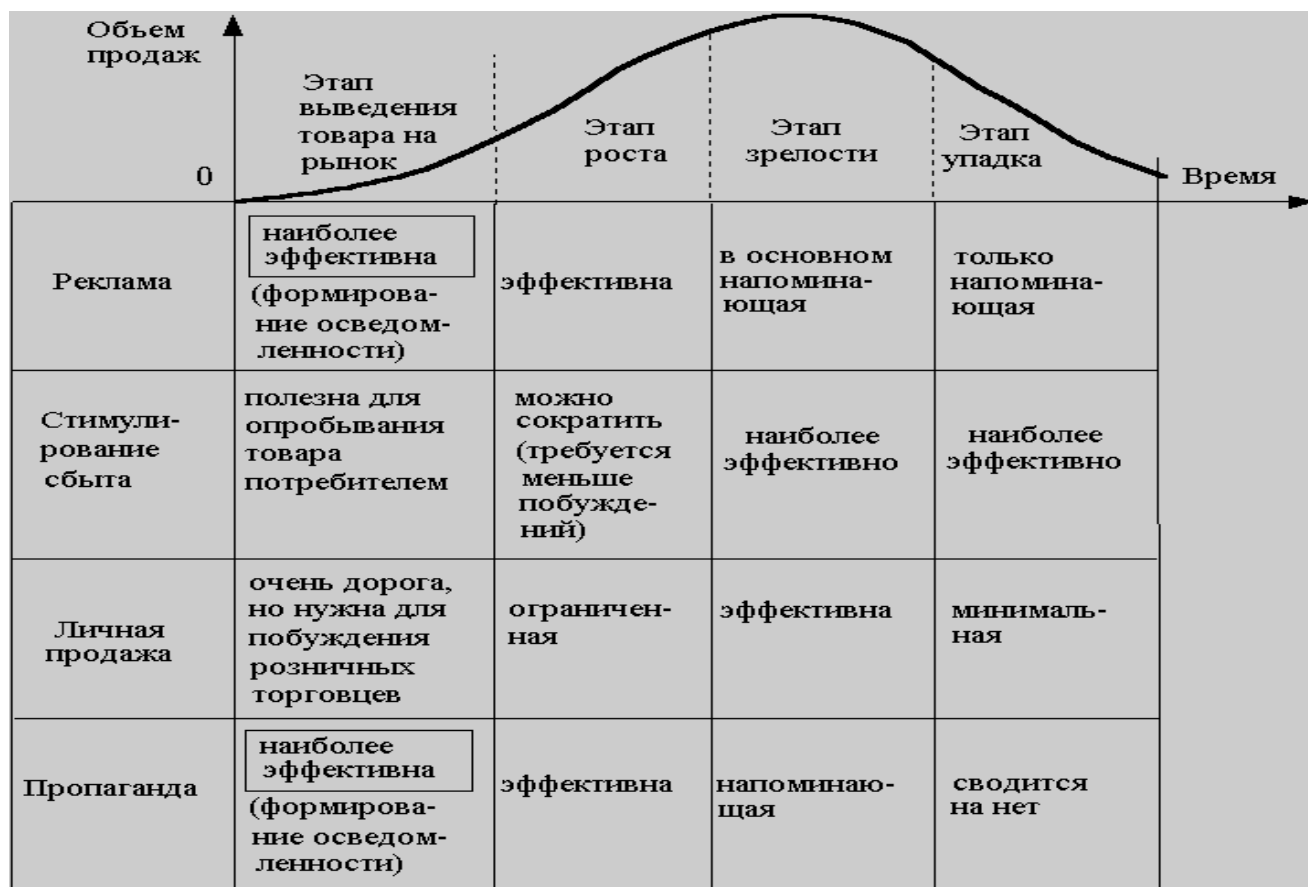 Объем
продаж
Этап
выведения
товара на
рынок
Этап
роста
Этап
зрелости
Этап
упадка
0
Время
Реклама
наиболее
эффективна
(формирова-
ние осведом-
ленности)
эффективна
в основном
напомина-
ющая
только
напомина-
ющая
Стимули-
рование
сбыта
полезна для
опробывания
товара
потребителем
можно
сократить
(требуется
меньше
побужде-
ний)
наиболее
эффективно
наиболее
эффективно
Личная
продажа
очень дорога,
но нужна для
побуждения
розничных
торговцев
ограничен-
ная
эффективна
минималь-
ная
Пропаганда
наиболее
эффективна
(формирова-
ние осведом-
ленности)
эффективна
напоминаю-
щая
сводится
на нет